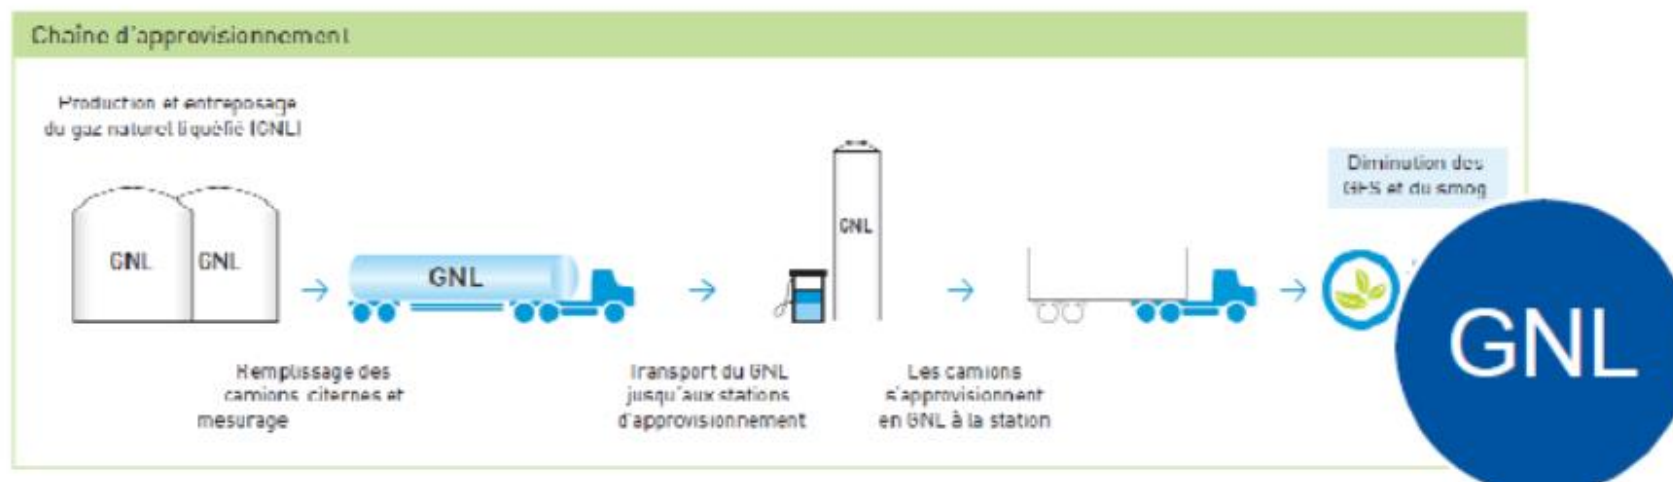 Chaîne d'approvisionnement
Production et entreposage
du gaz naturel liquéfié (GNL)
GNL
GNL
GNL
GNL
Diminution des
GES et du smog
GNL
Remplissage des
camions-citernes et
mesurage
Transport du GNL
jusqu'aux stations
d'approvisionnement
Les camions
s'approvisionnent
en GNL à la station